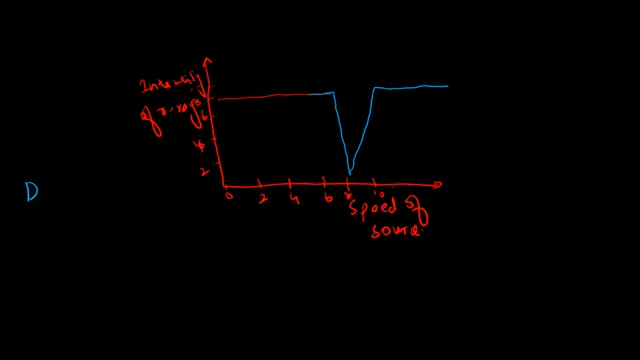 Intensity
of γ-rays
6
4
2
D
0 2 4 6 8 10
Speed of
source